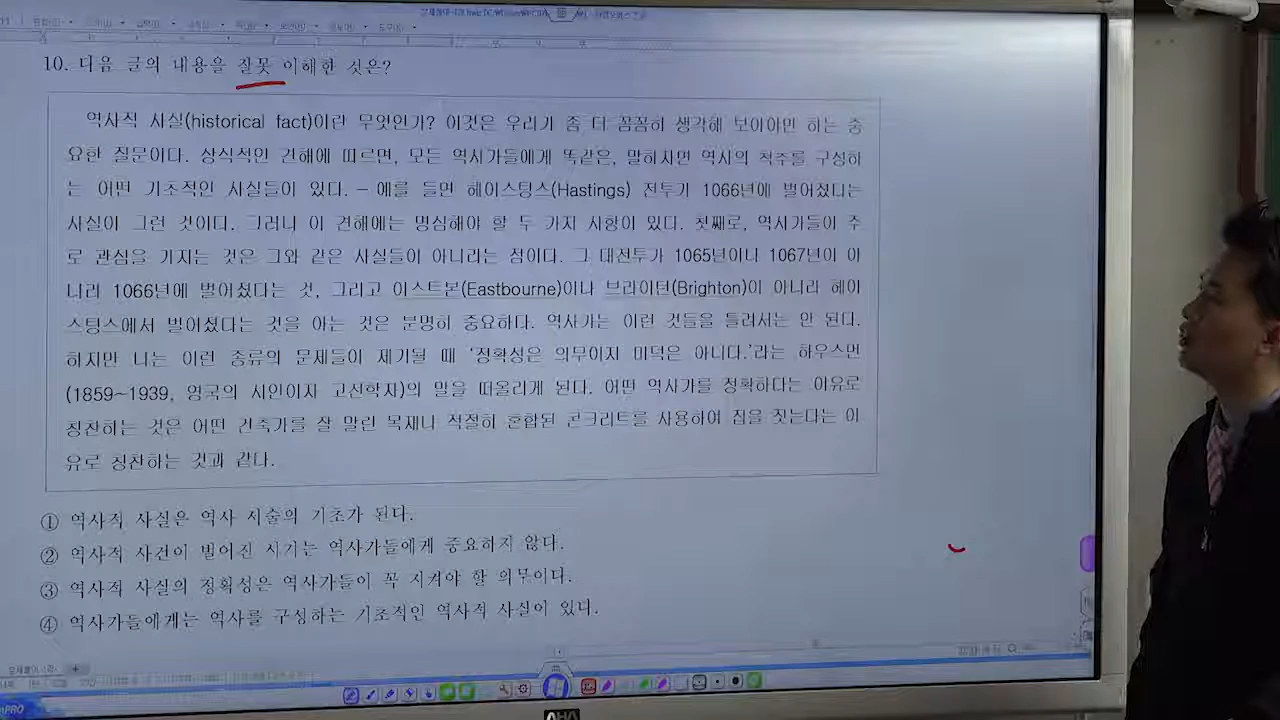 10. 다음 글의 내용을 잘못 이해한 것은?
역사적 사실(historical fact)이란 무엇인가? 이것은 우리가 좀 더 꼼꼼히 생각해 보아야만 하는 중
요한 질문이다. 상식적인 견해에 따르면, 모든 역사가들에게 똑같은, 말하자면 역사의 척추를 구성하
는 어떤 기초적인 사실들이 있다. – 예를 들면 헤이스팅스(Hastings) 전투가 1066년에 벌어졌다는
사실이 그런 것이다. 그러나 이 견해에는 명심해야 할 두 가지 사항이 있다. 첫째로, 역사가들이 주
로 관심을 가지는 것은 그와 같은 사실들이 아니라는 점이다. 그 대전투가 1065년이나 1067년이 아
니라 1066년에 벌어졌다는 것, 그리고 이스트본(Eastbourne)이나 브라이턴(Brighton)이 아니라 헤이
스팅스에서 벌어졌다는 것을 아는 것은 분명히 중요하다. 역사가는 이런 것들을 틀려서는 안 된다.
하지만 나는 이런 종류의 문제들이 제기될 때 '정확성은 의무이지 미덕은 아니다.'라는 하우스먼
(1859~1939, 영국의 시인이자 고전학자)의 말을 떠올리게 된다. 어떤 역사가를 정확하다는 이유로
칭찬하는 것은 어떤 건축가를 잘 말린 목재나 적절히 혼합된 콘크리트를 사용하여 집을 짓는다는 이
유로 칭찬하는 것과 같다.
① 역사적 사실은 역사 서술의 기초가 된다.
② 역사적 사건이 벌어진 시기는 역사가들에게 중요하지 않다.
③ 역사적 사실의 정확성은 역사가들이 꼭 지켜야 할 의무이다.
④ 역사가들에게는 역사를 구성하는 기초적인 역사적 사실이 있다.
AHA